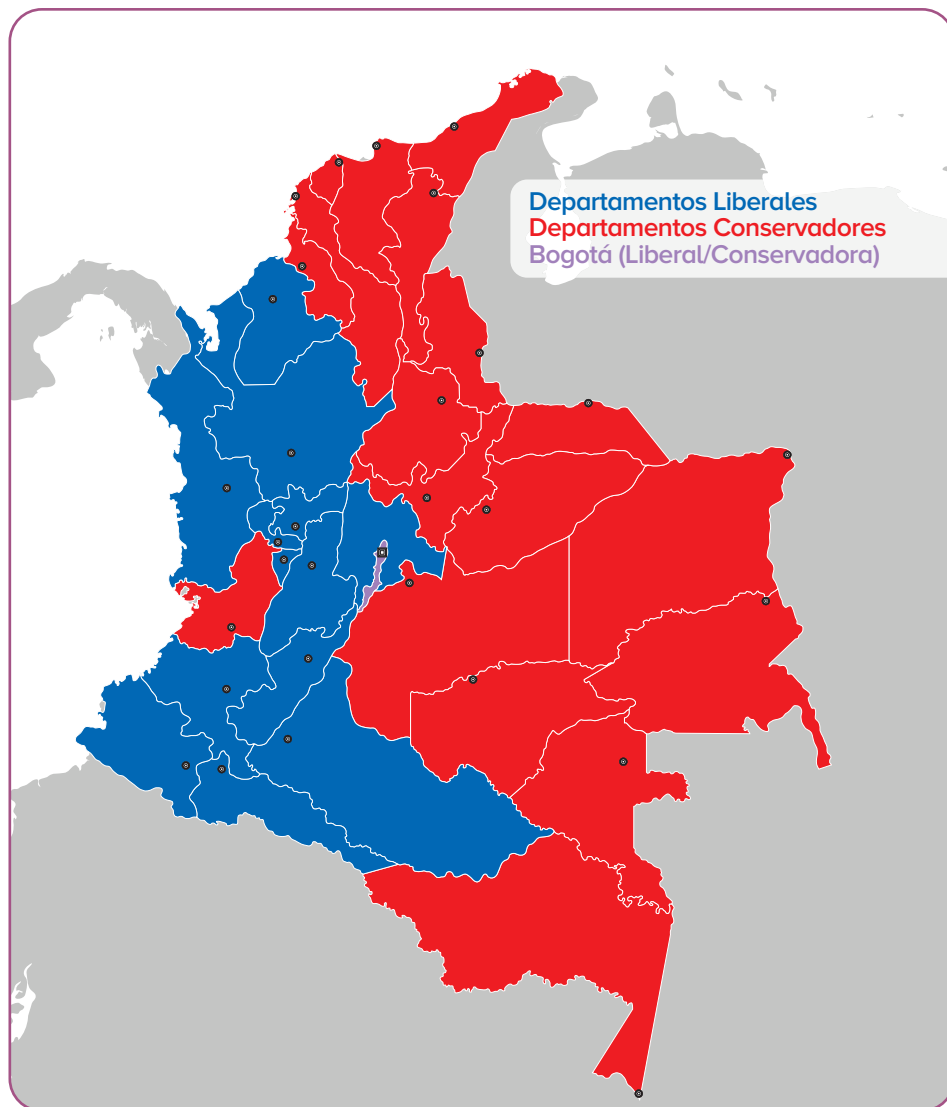 Departamentos Liberales
Departamentos Conservadores
Bogotá (Liberal/Conservadora)